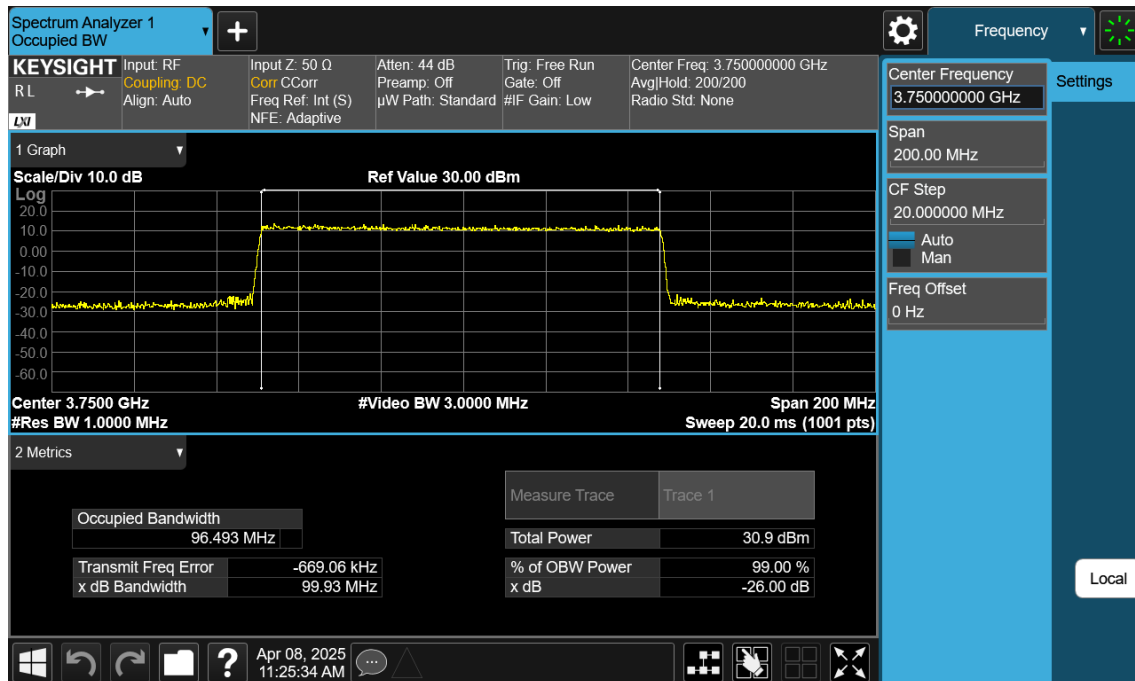 Spectrum Analyzer 1
Occupied BW
+
Frequency
KEYSIGHT
R L
LXI
Input: RF
Coupling: DC
Align: Auto
Input Z: 50 Ω
Corr CCorr
Freq Ref: Int (S)
NFE: Adaptive
Atten: 44 dB
Preamp: Off
µW Path: Standard
Trig: Free Run
Gate: Off
#IF Gain: Low
Center Freq: 3.750000000 GHz
Avg|Hold: 200/200
Radio Std: None
Center Frequency
3.750000000 GHz
Settings
Span
200.00 MHz
CF Step
20.000000 MHz
Auto
Man
Freq Offset
0 Hz
Local
1 Graph
Scale/Div 10.0 dB
Ref Value 30.00 dBm
Log
20.0
10.0
0.00
-10.0
-20.0
-30.0
-40.0
-50.0
-60.0
Center 3.7500 GHz
#Video BW 3.0000 MHz
Span 200 MHz
#Res BW 1.0000 MHz
Sweep 20.0 ms (1001 pts)
2 Metrics
Measure Trace
Trace 1
Occupied Bandwidth
96.493 MHz
Total Power
30.9 dBm
Transmit Freq Error
-669.06 kHz
% of OBW Power
99.00 %
x dB Bandwidth
99.93 MHz
x dB
-26.00 dB
?
Apr 08, 2025
11:25:34 AM